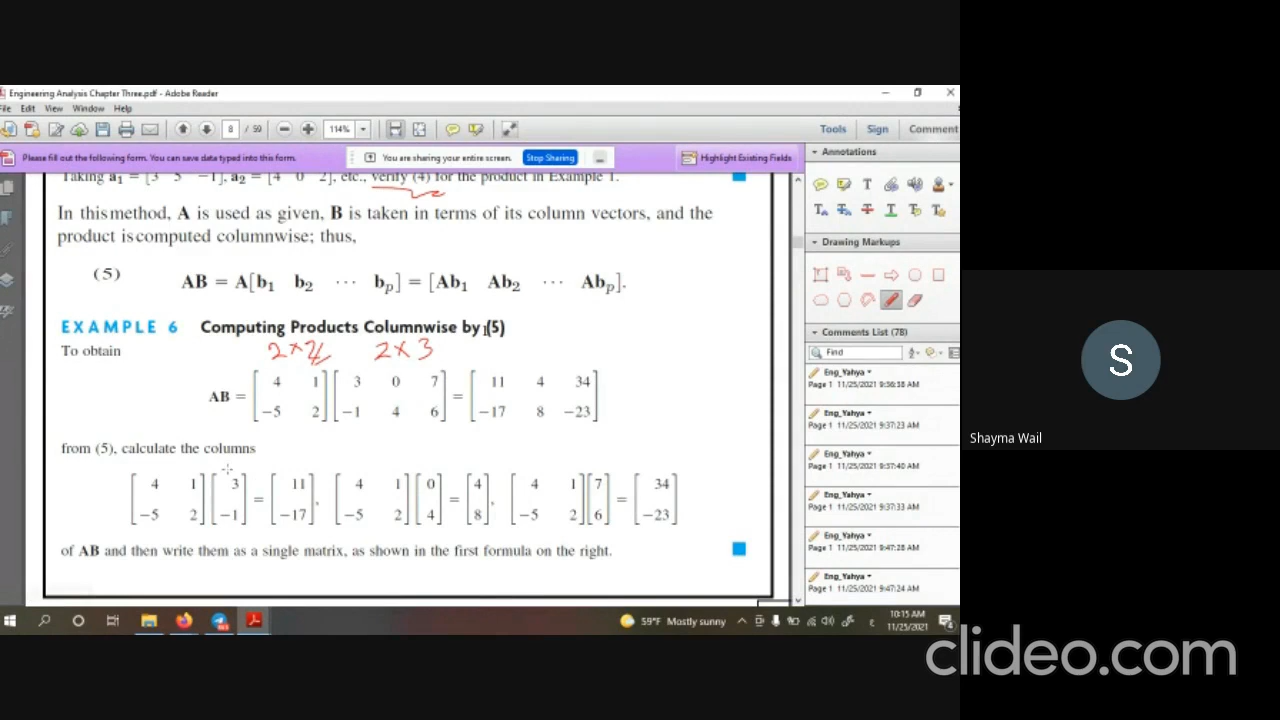 Engineering Analysis Chapter Three.pdf - Adobe Reader
File Edit View Window Help
8 / 59 114% Tools Sign Comment
Please fill out the following form. You can save data typed into this form. You are sharing your entire screen. Stop Sharing Highlight Existing Fields
Taking a1 = [3 5 −1], a2 = [4 0 2], etc., verify (4) for the product in Example 1.
In this method, A is used as given, B is taken in terms of its column vectors, and the
product is computed columnwise; thus,
(5) AB = A[b1 b2 ··· bp] = [Ab1 Ab2 ··· Abp].
EXAMPLE 6 Computing Products Columnwise by (5)
To obtain 2×2 2×3
AB = [4 1 [3 0 7 = [11 4 34
−5 2] −1 4 6] −17 8 −23]
from (5), calculate the columns
[4 1 [3 = [11 , [4 1 [0 = [4 , [4 1 [7 = [34
−5 2] −1] −17] −5 2] 4] 8] −5 2] 6] −23]
of AB and then write them as a single matrix, as shown in the first formula on the right.
Annotations
Drawing Markups
Comments List (78)
Find
Eng_Yahya
Page 1 11/25/2021 9:36:38 AM
Eng_Yahya
Page 1 11/25/2021 9:37:23 AM
Eng_Yahya
Page 1 11/25/2021 9:37:40 AM
Eng_Yahya
Page 1 11/25/2021 9:37:33 AM
Eng_Yahya
Page 1 11/25/2021 9:47:28 AM
Eng_Yahya
Page 1 11/25/2021 9:47:24 AM
59°F Mostly sunny
10:15 AM
11/25/2021
S
Shayma Wail
clideo.com